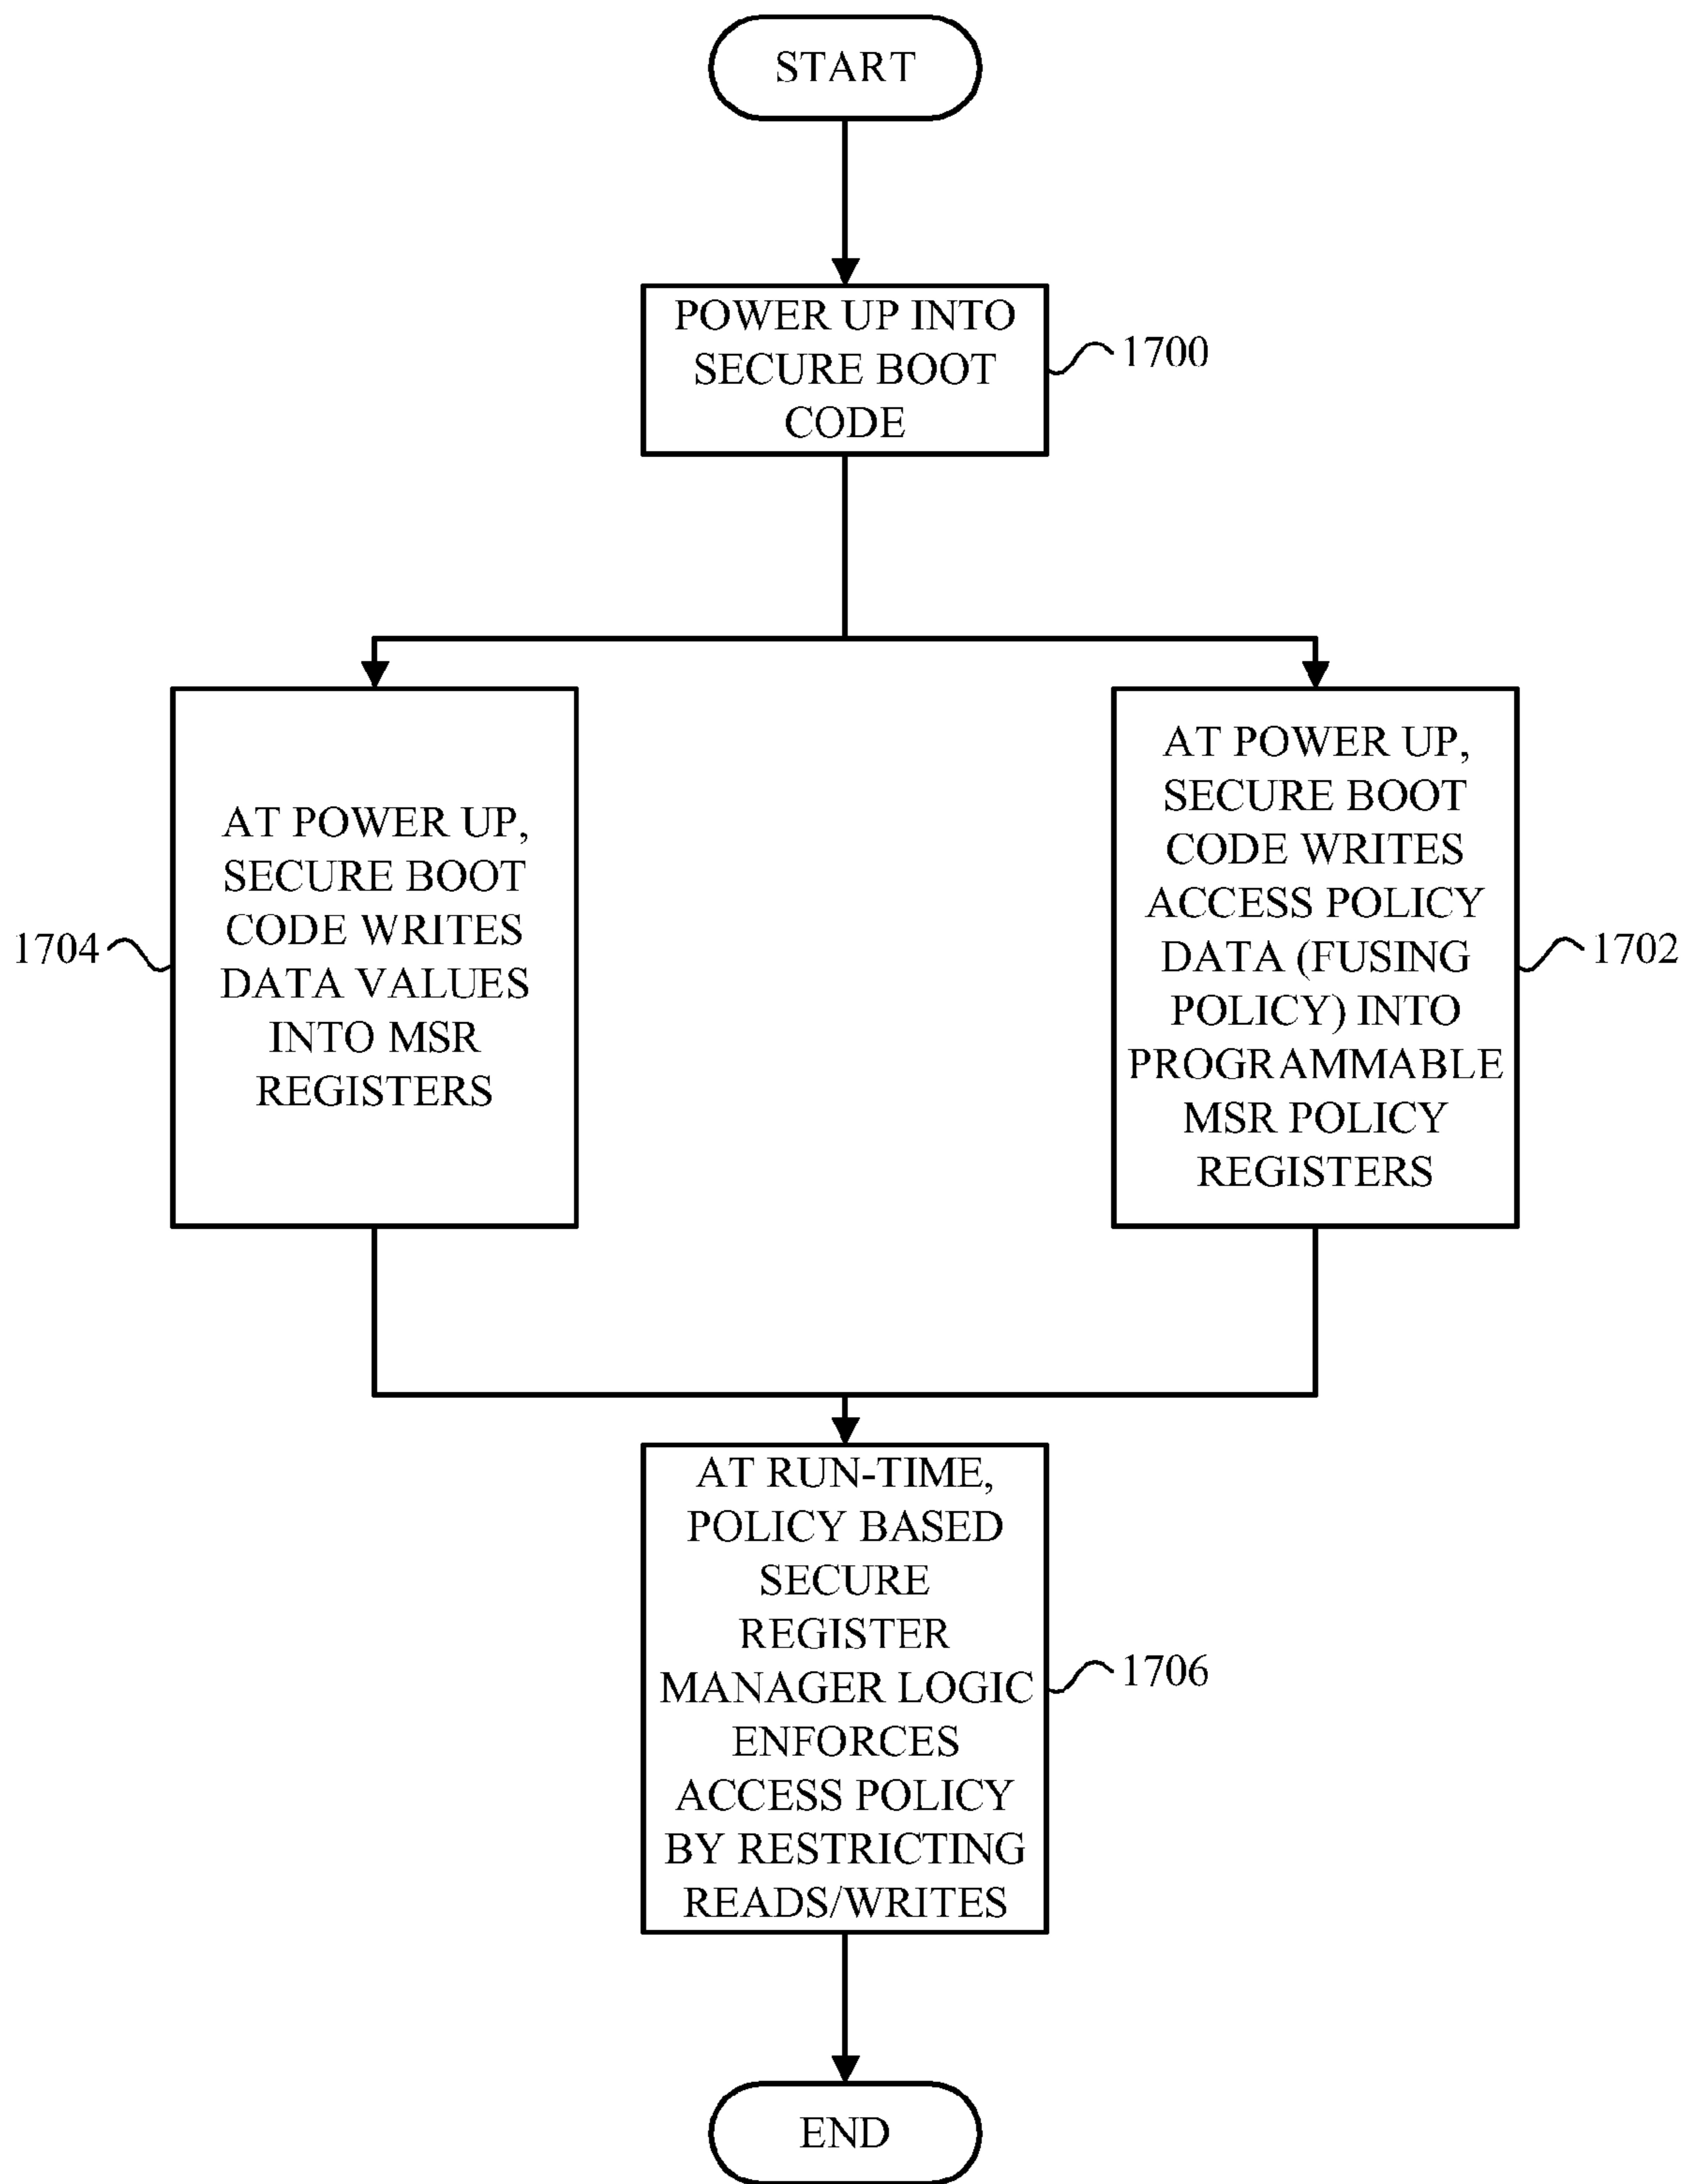 START
POWER UP INTO
SECURE BOOT
CODE
1700
AT POWER UP,
SECURE BOOT
CODE WRITES
DATA VALUES
INTO MSR
REGISTERS
1704
AT POWER UP,
SECURE BOOT
CODE WRITES
ACCESS POLICY
DATA (FUSING
POLICY) INTO
PROGRAMMABLE
MSR POLICY
REGISTERS
1702
AT RUN-TIME,
POLICY BASED
SECURE
REGISTER
MANAGER LOGIC
ENFORCES
ACCESS POLICY
BY RESTRICTING
READS/WRITES
1706
END